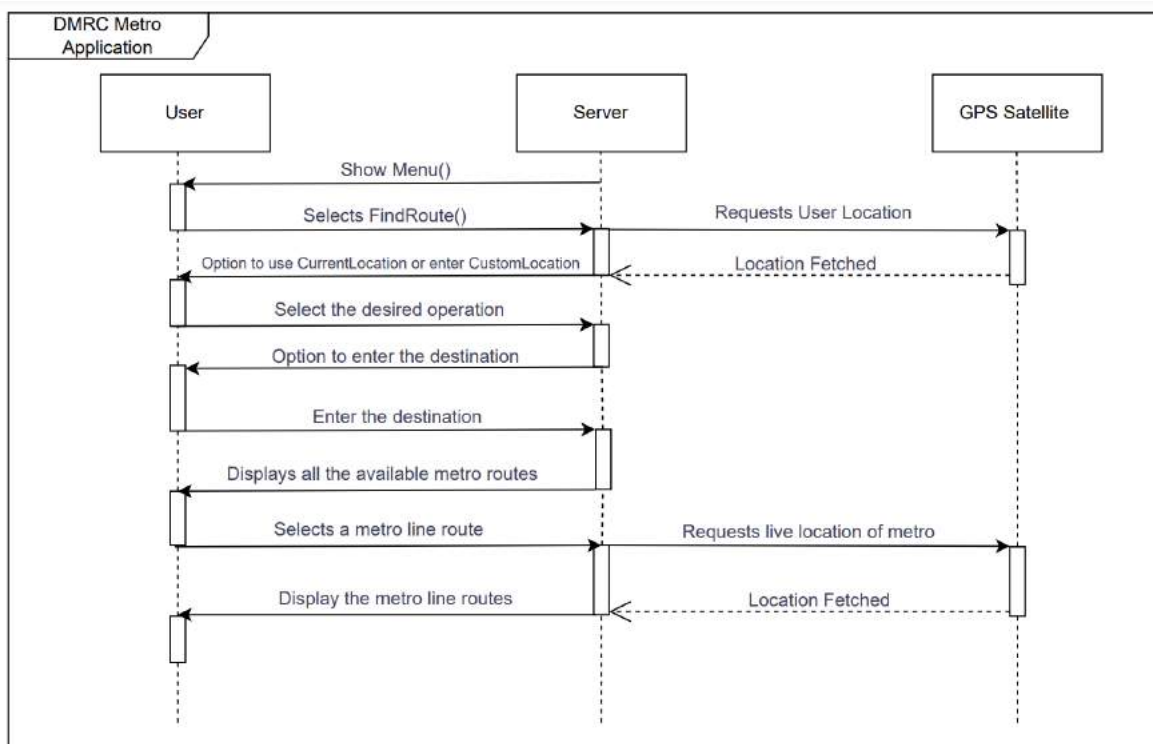 DMRC Metro
Application
User
Server
GPS Satellite
Show Menu()
Selects FindRoute()
Requests User Location
Option to use CurrentLocation or enter CustomLocation
Location Fetched
Select the desired operation
Option to enter the destination
Enter the destination
Displays all the available metro routes
Selects a metro line route
Requests live location of metro
Display the metro line routes
Location Fetched